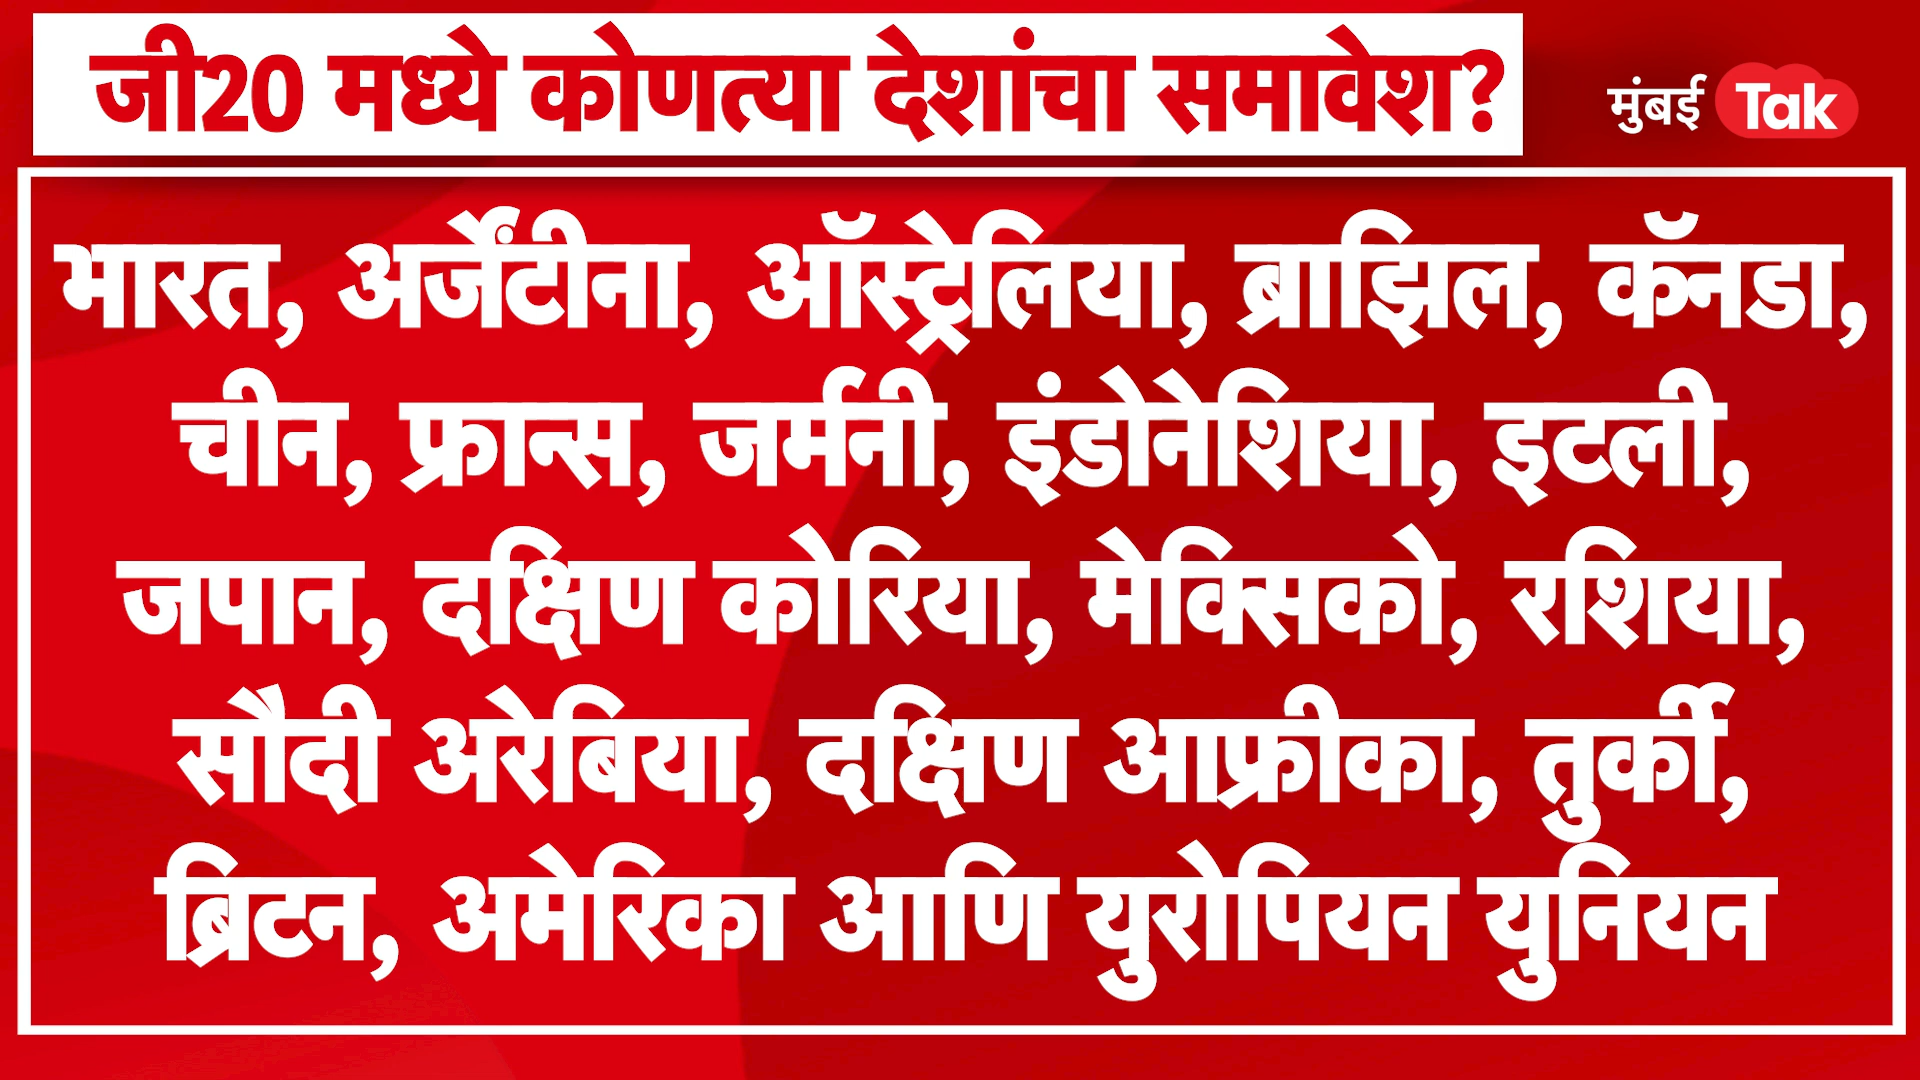 जी20 मध्ये कोणत्या देशांचा समावेश?
मुंबई Tak
भारत, अर्जेंटीना, ऑस्ट्रेलिया, ब्राझिल, कॅनडा,
चीन, फ्रान्स, जर्मनी, इंडोनेशिया, इटली,
जपान, दक्षिण कोरिया, मेक्सिको, रशिया,
सौदी अरेबिया, दक्षिण आफ्रीका, तुर्की,
ब्रिटन, अमेरिका आणि युरोपियन युनियन